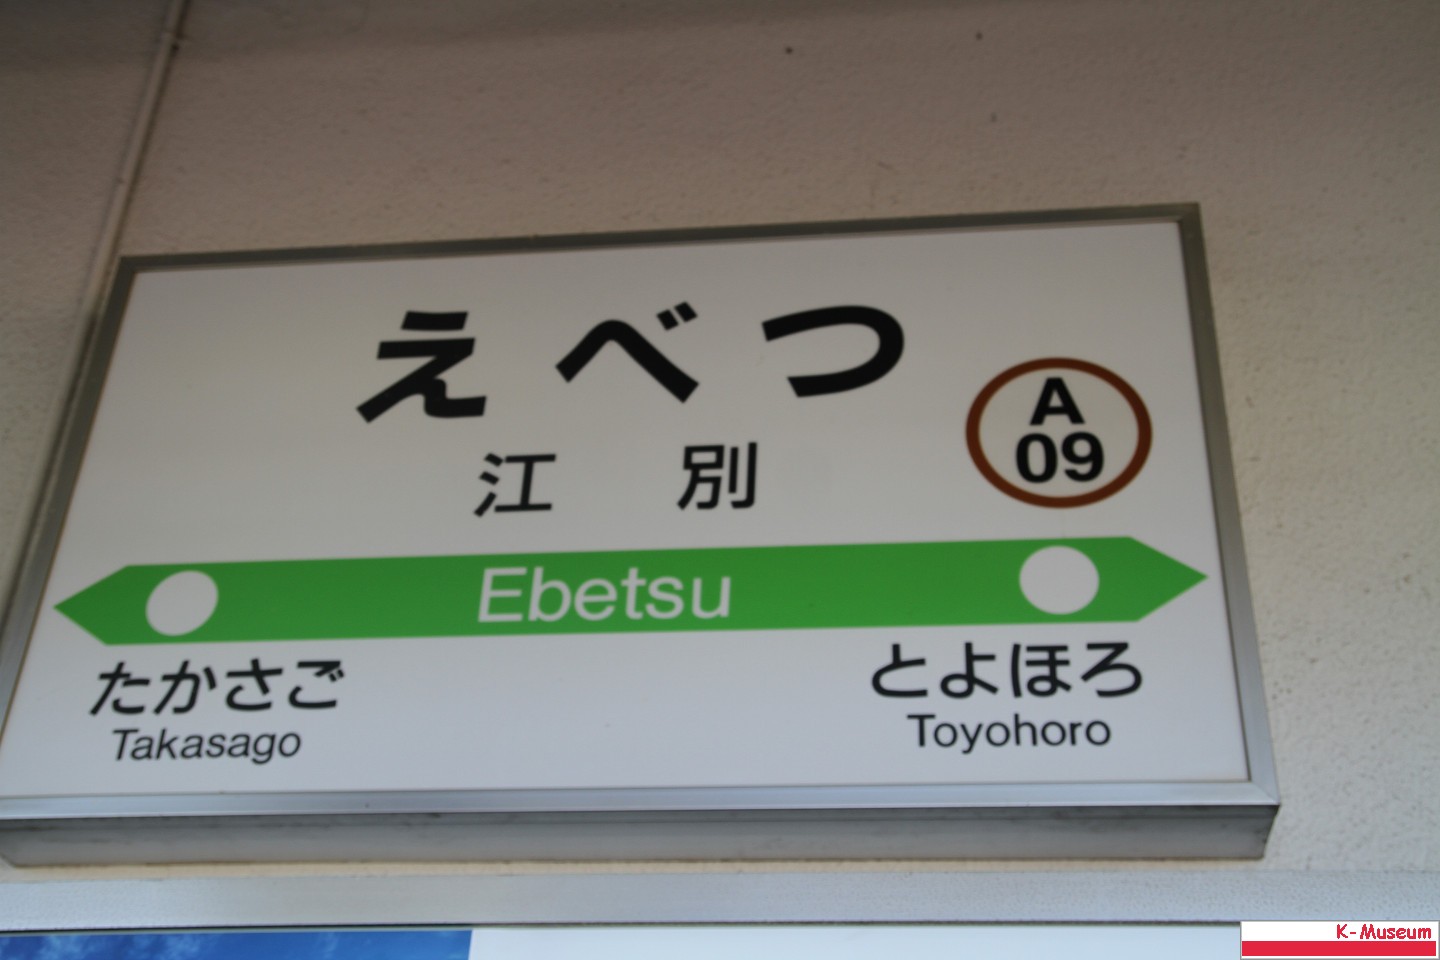 えべつ
江別
A
09
Ebetsu
たかさご
Takasago
とよほろ
Toyohoro
K-Museum